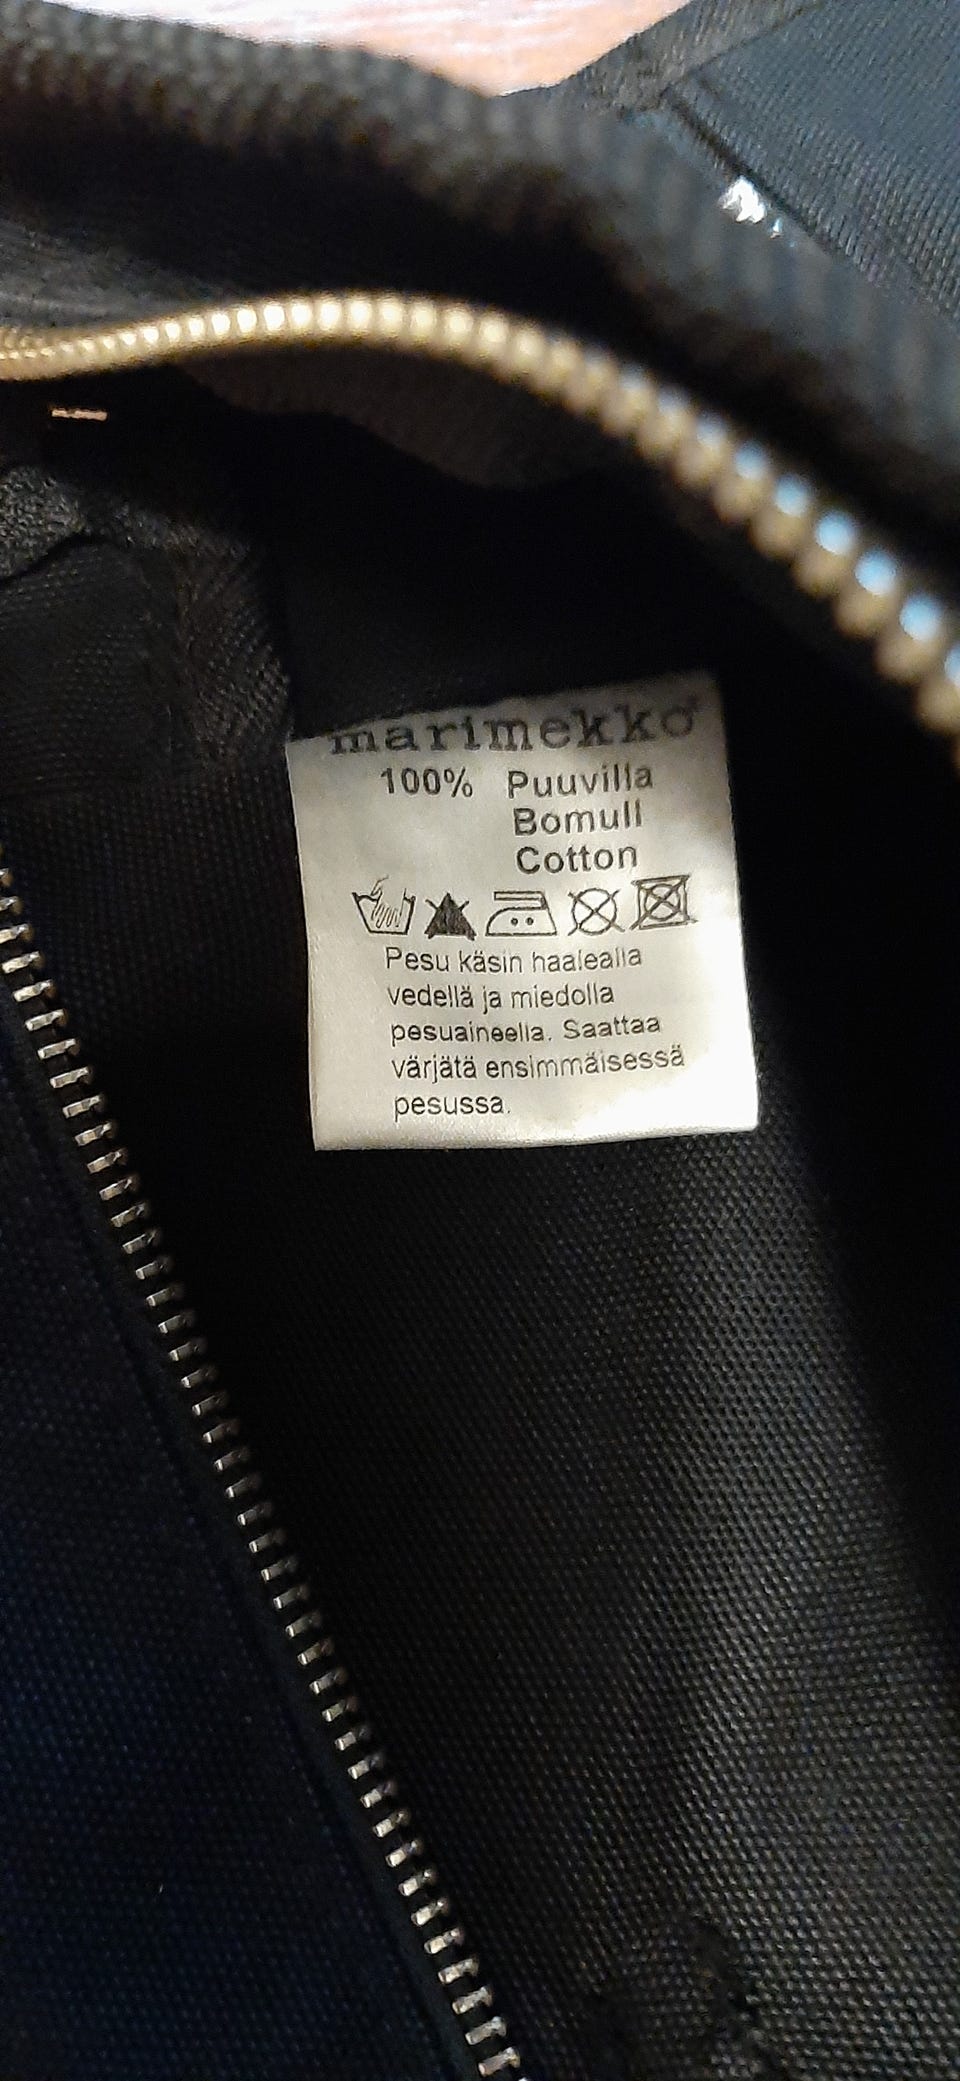 marimekko
100% Puuvilla
Bomull
Cotton
Pesu käsin haalealla
vedellä ja miedolla
pesuaineella. Saattaa
värjätä ensimmäisessä
pesussa.